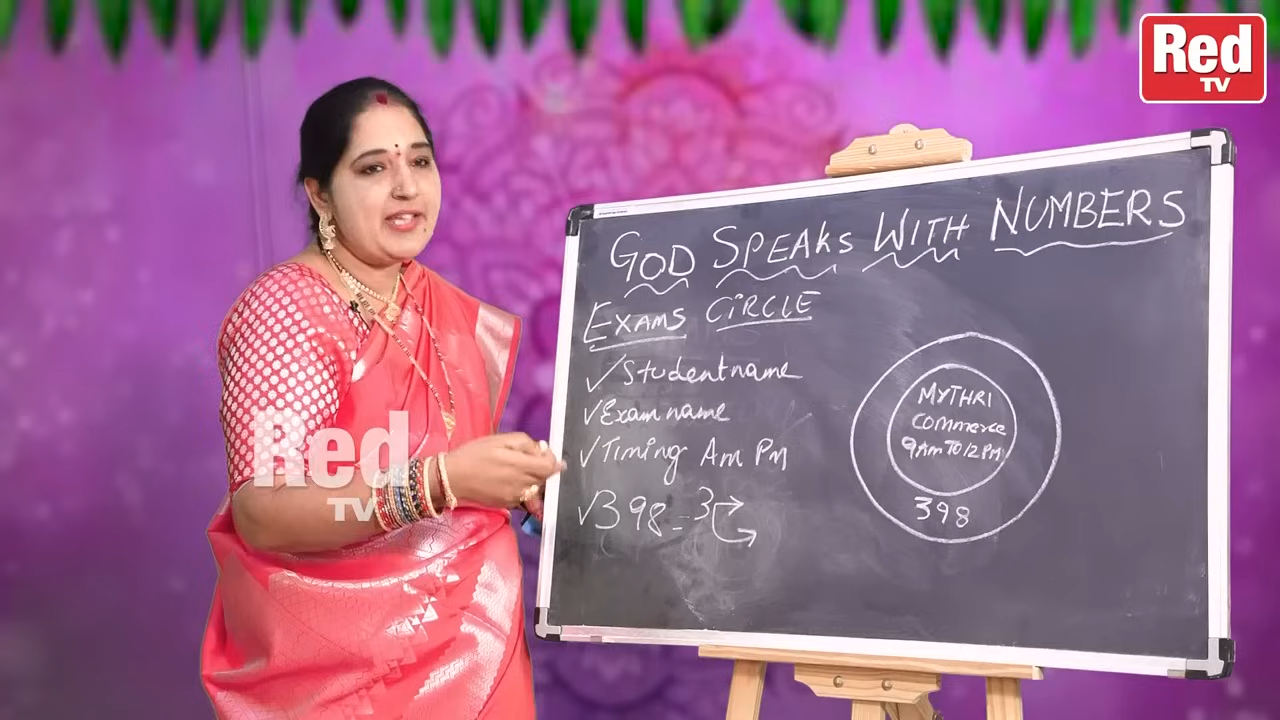 Red
TV
GOD SPEAKS WITH NUMBERS
EXAMS CiRCLE
✓Studentname
✓Exam name
✓Timing Am Pm
✓398=3
MYTHRI
Commerce
9Am TO 12 PM
398
Red
TV